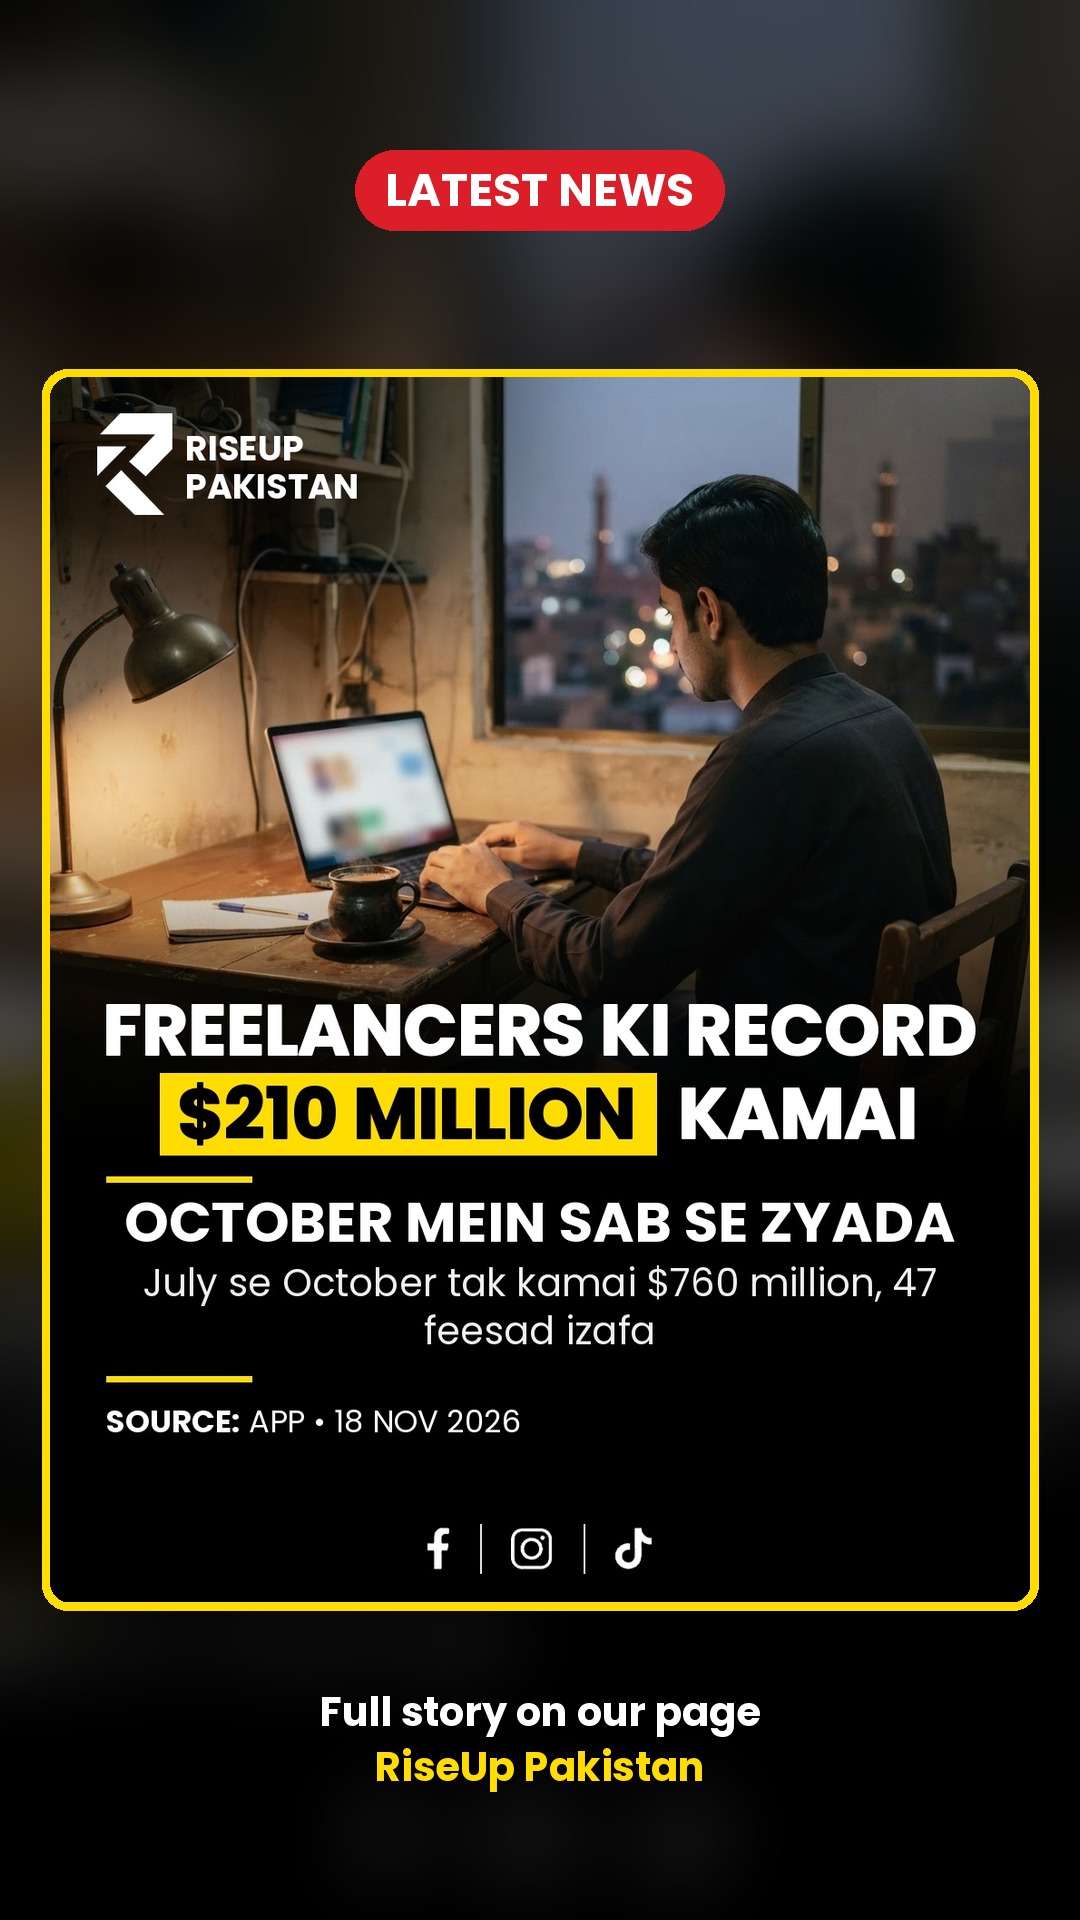 LATEST NEWS
RISEUP
PAKISTAN
FREELANCERS KI RECORD
$210 MILLION KAMAI
OCTOBER MEIN SAB SE ZYADA
July se October tak kamai $760 million, 47
feesad izafa
SOURCE: APP • 18 NOV 2026
Full story on our page
RiseUp Pakistan